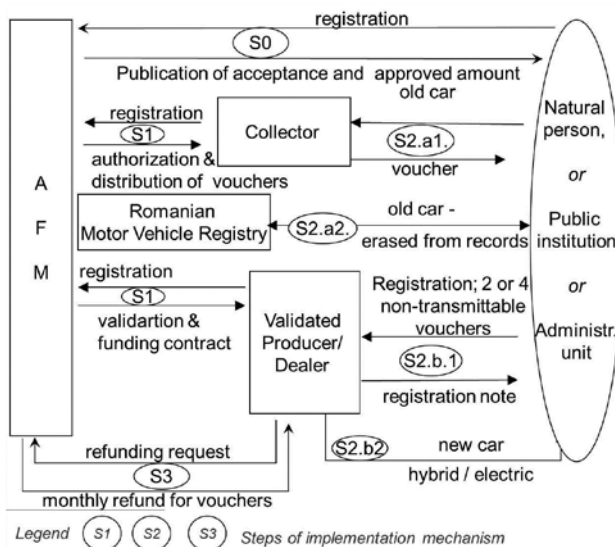 registration
S0
Publication of acceptance and approved amount
old car
registration
S1
authorization &
distribution of vouchers
Collector
S2.a1.
voucher
Natural
person,
or
Public
institution
or
Administr.
unit
A
F
M
Romanian
Motor Vehicle Registry
S2.a2.
old car -
erased from records
registration
S1
validartion &
funding contract
Validated
Producer/
Dealer
Registration; 2 or 4
non-transmittable
vouchers
S2.b.1
registration note
S2.b2
new car
hybrid / electric
refunding request
S3
monthly refund for vouchers
Legend S1 S2 S3 Steps of implementation mechanism